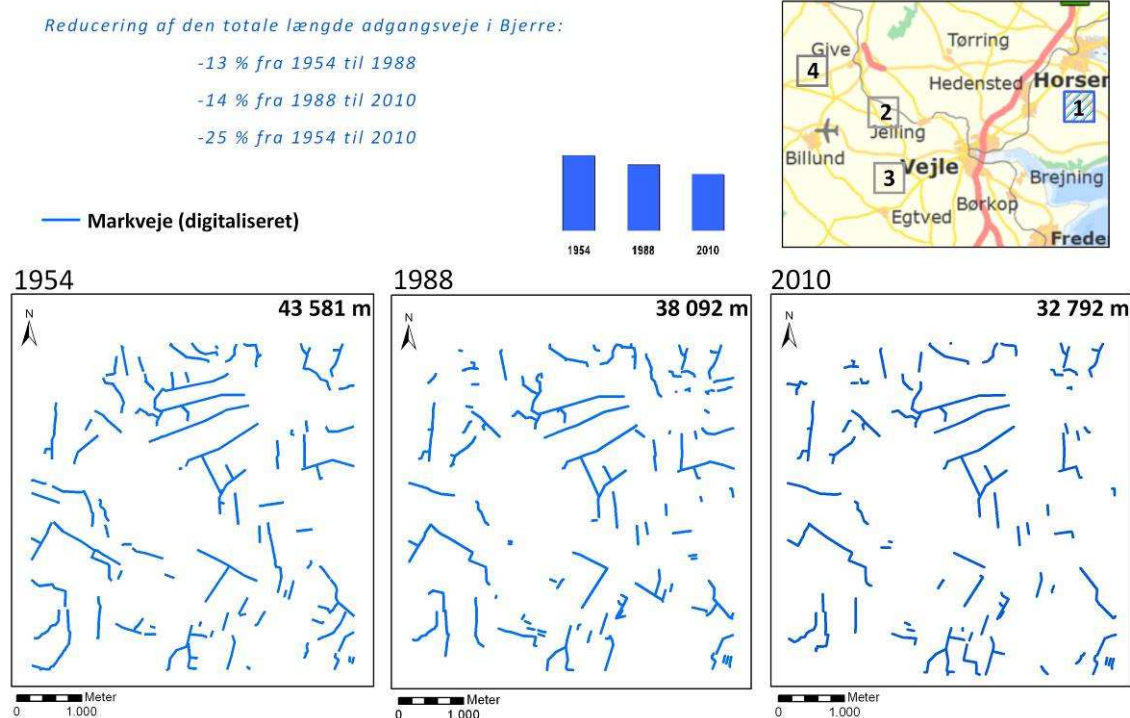 Reducering af den totale længde adgangsveje i Bjerre:
-13 % fra 1954 til 1988
-14 % fra 1988 til 2010
-25 % fra 1954 til 2010
Markveje (digitaliseret)
1954
1988
2010
Give
Tørring
4
Hedensted
Horsen
1
2
Jelling
Billund
3
Vejle
Brejning
Børkop
Egtved
Freder
1954
43 581 m
N
Meter
0 1.000
1988
38 092 m
N
Meter
0 1.000
2010
32 792 m
N
Meter
0 1.000